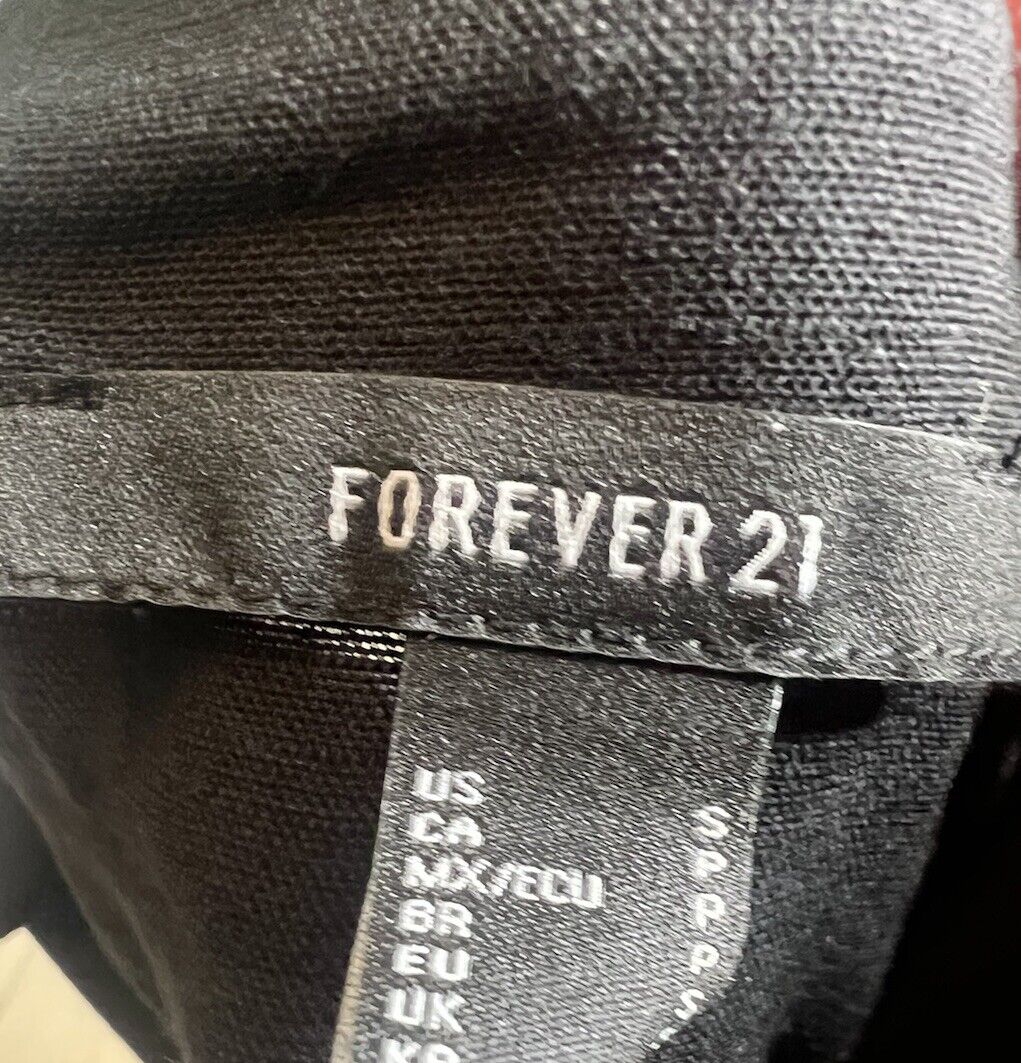 FOREVER 21
US S
CA P
MX/ECU P
BR P
EU S
UK